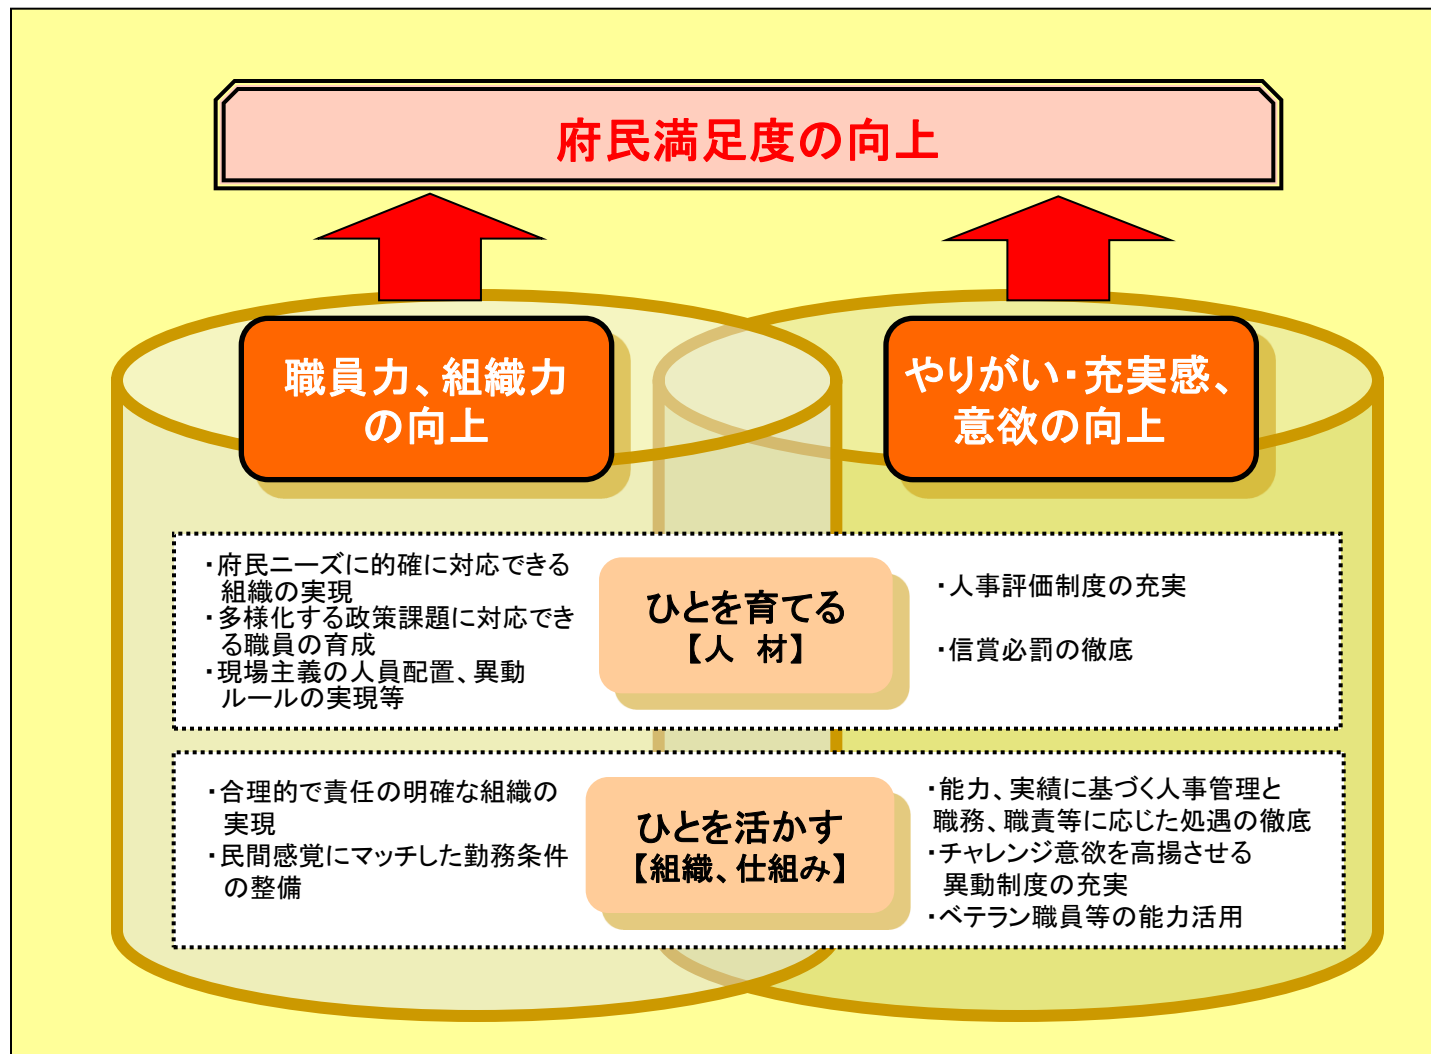 府民満足度の向上
職員力、組織力
の向上
やりがい・充実感、
意欲の向上
・府民ニーズに的確に対応できる
組織の実現
・多様化する政策課題に対応でき
る職員の育成
・現場主義の人員配置、異動
ルールの実現等
ひとを育てる
【人　材】
・人事評価制度の充実
・信賞必罰の徹底
・合理的で責任の明確な組織の
実現
・民間感覚にマッチした勤務条件
の整備
ひとを活かす
【組織、仕組み】
・能力、実績に基づく人事管理と
職務、職責等に応じた処遇の徹底
・チャレンジ意欲を高揚させる
異動制度の充実
・ベテラン職員等の能力活用